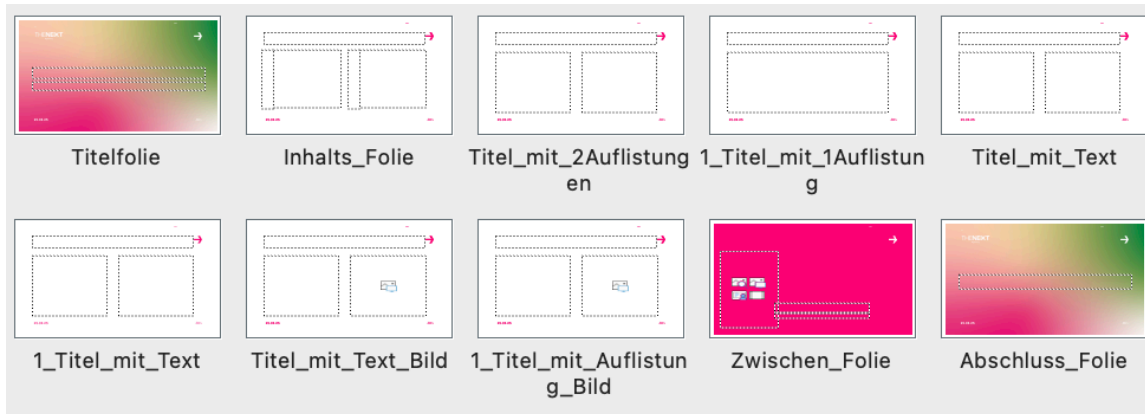 Titelfolie
Inhalts_Folie
Titel_mit_2Auflistung
en
1_Titel_mit_1Auflistun
g
Titel_mit_Text
1_Titel_mit_Text
Titel_mit_Text_Bild
1_Titel_mit_Auflistun
g_Bild
Zwischen_Folie
Abschluss_Folie